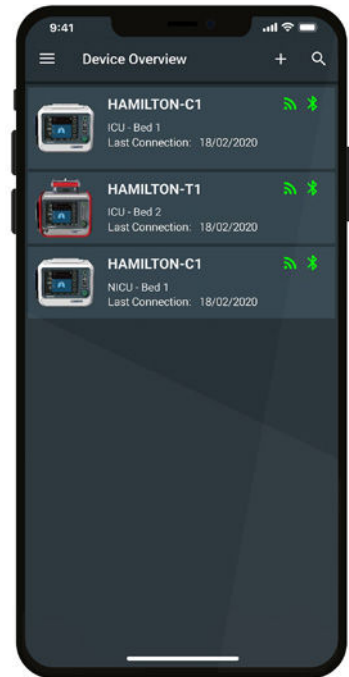 9:41
Device Overview
HAMILTON-C1
ICU - Bed 1
Last Connection: 18/02/2020
HAMILTON-T1
ICU - Bed 2
Last Connection: 18/02/2020
HAMILTON-C1
NICU - Bed 1
Last Connection: 18/02/2020